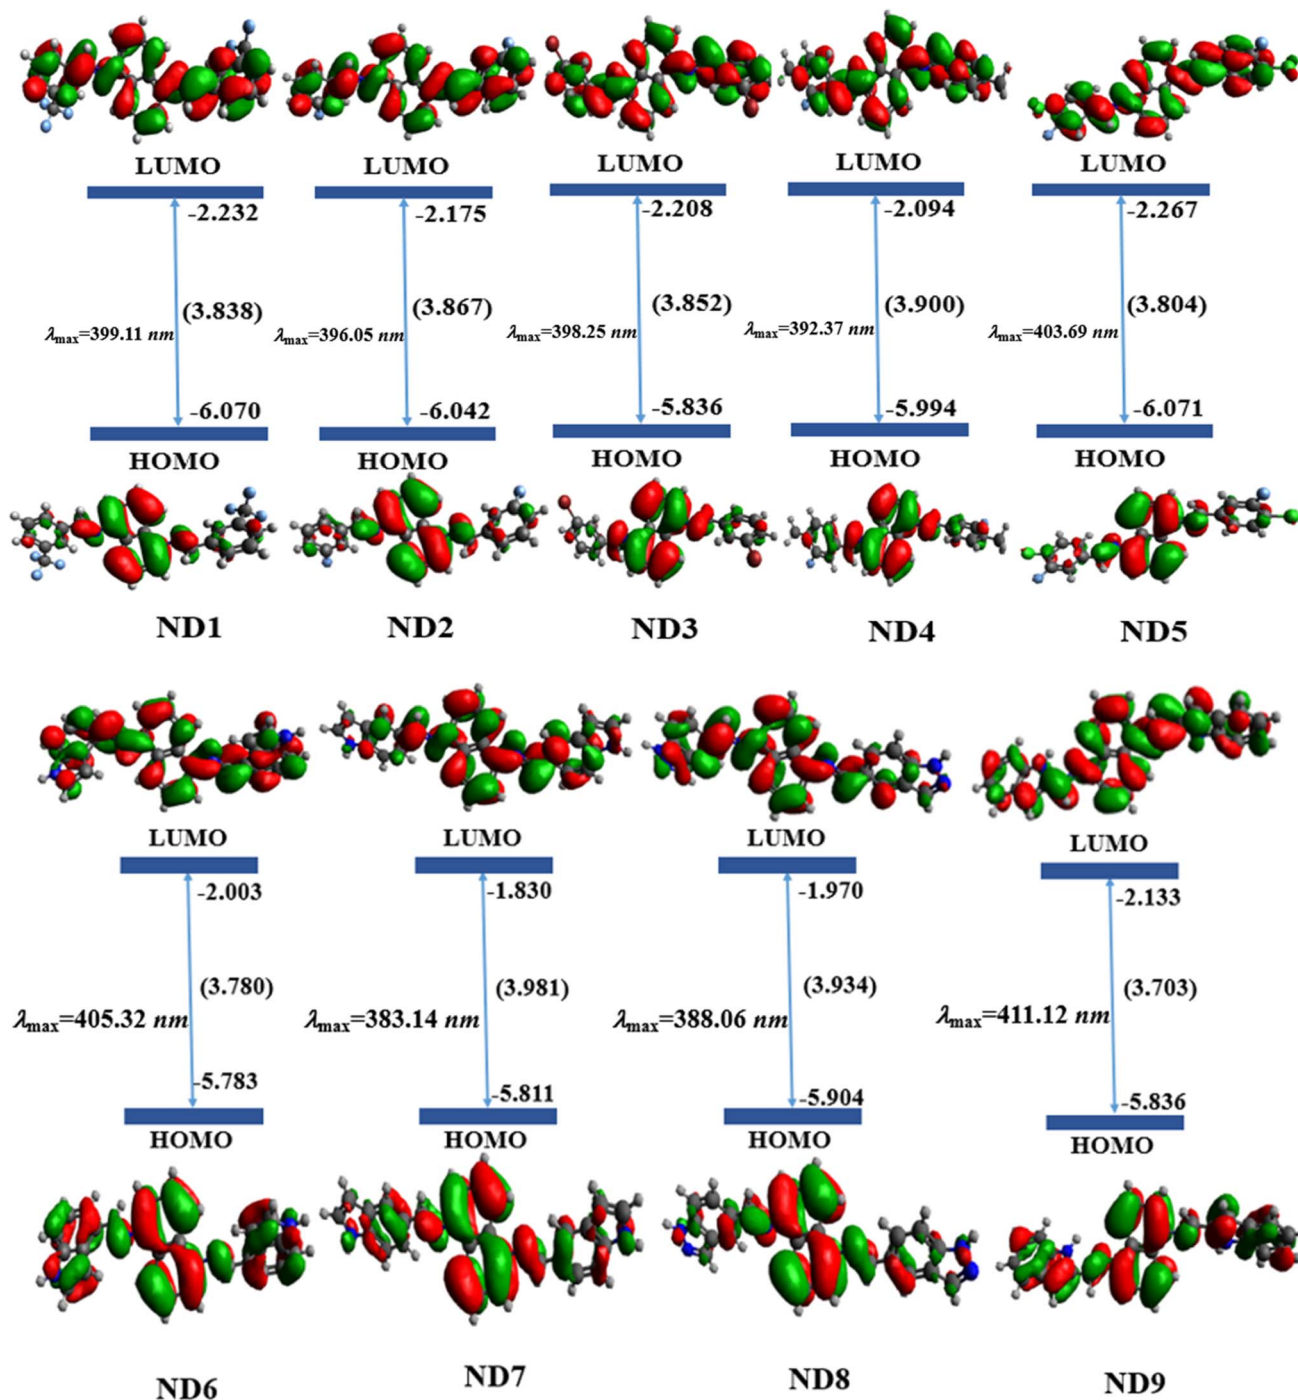 LUMO LUMO LUMO LUMO LUMO
-2.232 -2.175 -2.208 -2.094 -2.267
(3.838) (3.867) (3.852) (3.900) (3.804)
λmax=399.11 nm λmax=396.05 nm λmax=398.25 nm λmax=392.37 nm λmax=403.69 nm
-6.070 -6.042 -5.836 -5.994 -6.071
HOMO HOMO HOMO HOMO HOMO
ND1 ND2 ND3 ND4 ND5
LUMO LUMO LUMO LUMO
-2.003 -1.830 -1.970 -2.133
(3.780) (3.981) (3.934) (3.703)
λmax=405.32 nm λmax=383.14 nm λmax=388.06 nm λmax=411.12 nm
-5.783 -5.811 -5.904 -5.836
HOMO HOMO HOMO HOMO
ND6 ND7 ND8 ND9